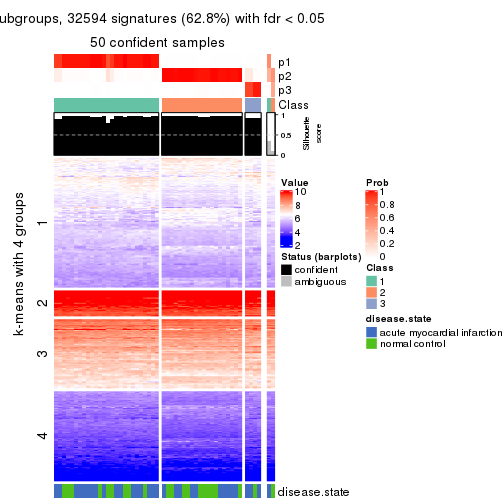 ubgroups, 32594 signatures (62.8%) with fdr < 0.05
50 confident samples
p1
p2
p3
Class
1
0.5
0
Silhouette
score
k-means with 4 groups
1
2
3
4
disease.state
Value
10
8
6
4
2
Status (barplots)
confident
ambiguous
Prob
1
0.8
0.6
0.4
0.2
0
Class
1
2
3
disease.state
acute myocardial infarction
normal control